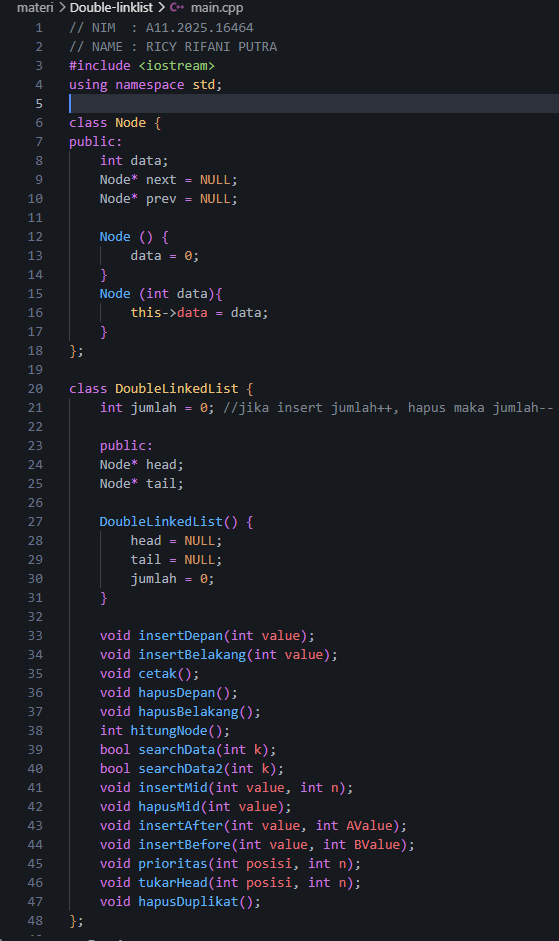 materi > Double-linklist > C++ main.cpp
1 // NIM  : A11.2025.16464
2 // NAME : RICY RIFANI PUTRA
3 #include <iostream>
4 using namespace std;
5
6 class Node {
7 public:
8     int data;
9     Node* next = NULL;
10     Node* prev = NULL;
11
12     Node () {
13         data = 0;
14     }
15     Node (int data){
16         this->data = data;
17     }
18 };
19
20 class DoubleLinkedList {
21     int jumlah = 0; //jika insert jumlah++, hapus maka jumlah--
22
23     public:
24     Node* head;
25     Node* tail;
26
27     DoubleLinkedList() {
28         head = NULL;
29         tail = NULL;
30         jumlah = 0;
31     }
32
33     void insertDepan(int value);
34     void insertBelakang(int value);
35     void cetak();
36     void hapusDepan();
37     void hapusBelakang();
38     int hitungNode();
39     bool searchData(int k);
40     bool searchData2(int k);
41     void insertMid(int value, int n);
42     void hapusMid(int value);
43     void insertAfter(int value, int AValue);
44     void insertBefore(int value, int BValue);
45     void prioritas(int posisi, int n);
46     void tukarHead(int posisi, int n);
47     void hapusDuplikat();
48 };